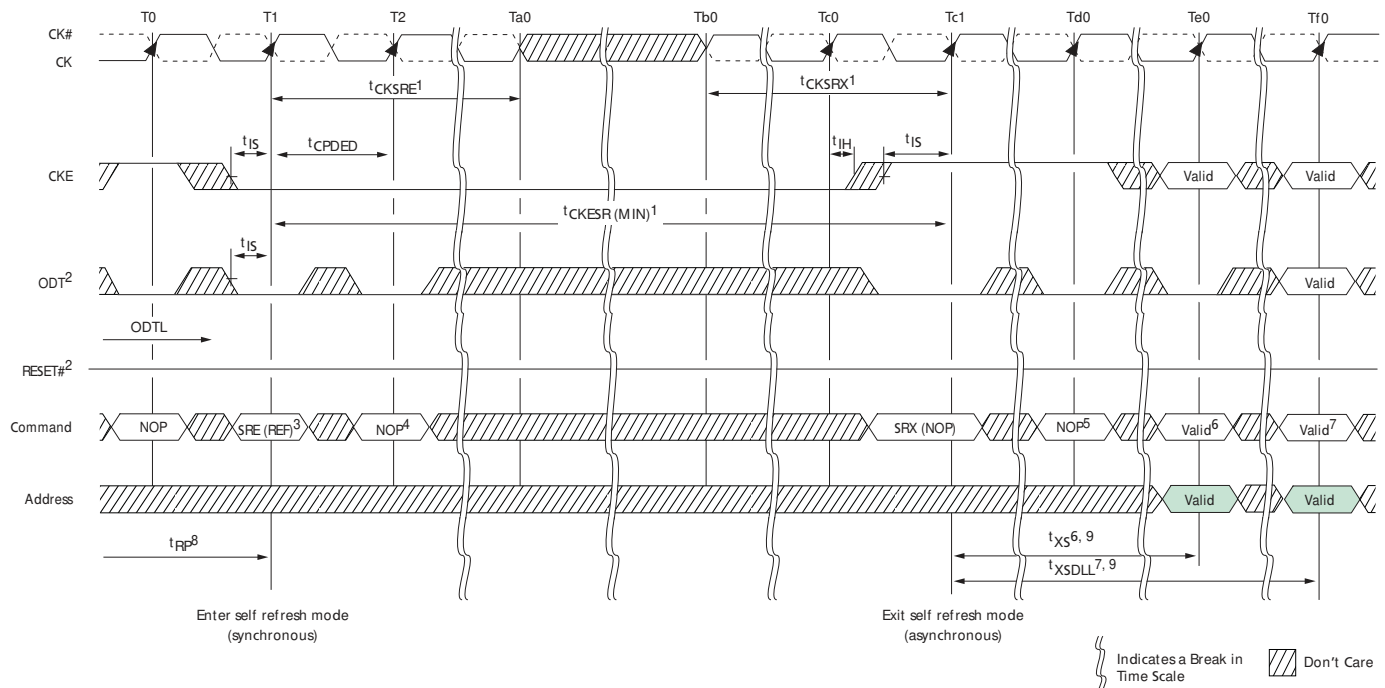 T0 T1 T2 Ta0 Tb0 Tc0 Tc1 Td0 Te0 Tf0
CK#
CK
tCKSRE1 tCKSRX1
tIS tCPDED tIH tIS
CKE Valid Valid
tCKESR (MIN)1
tIS
ODT2 Valid
ODTL
RESET#2
Command NOP SRE (REF)3 NOP4 SRX (NOP) NOP5 Valid6 Valid7
Address Valid Valid
tRP8 tXS6, 9
tXSDLL7, 9
Enter self refresh mode
(synchronous)
Exit self refresh mode
(asynchronous)
Indicates a Break in
Time Scale
Don't Care